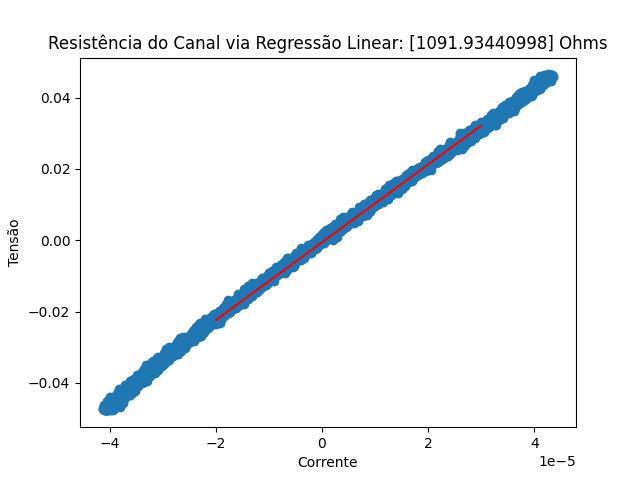 Resistência do Canal via Regressão Linear: [1091.93440998] Ohms
0.04
0.02
0.00
−0.02
−0.04
Tensão
−4
−2
0
2
4
1e−5
Corrente